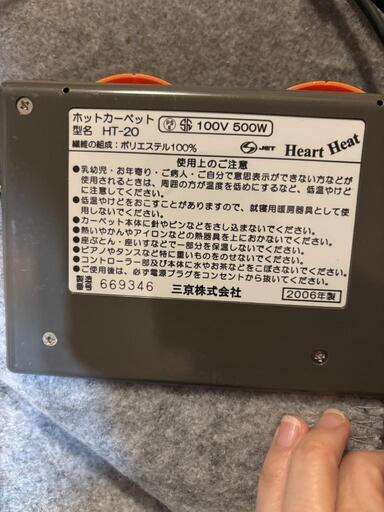 ホットカーペット
型名 HT-20 100V 500W
繊維の組成：ポリエステル100% JET Heart Heat
使用上のご注意
●乳幼児・お年寄り・ご病人・ご自分で意思表示ができない方などが
使用されるときは、周囲の方が温度を低めにするなど、低温やけど
に注意してください。
●低温やけどをおこすことがありますので、就寝用暖房器具として使
用しないでください。
●カーペット本体に針やピンなどをさし込まないでください。
●熱いやかんやアイロンなどの熱器具を上におかないでください。
●座ぶとん・座いすなどで一部分を保温しないでください。
●ピアノやタンスなど特に重いものをのせないでください。
●コントローラー部及び本体に水やお茶などをこぼさないでください。
●ご使用後は、必ず電源プラグをコンセントから抜いてください。
製造番号 669346 三京株式会社 2006年製